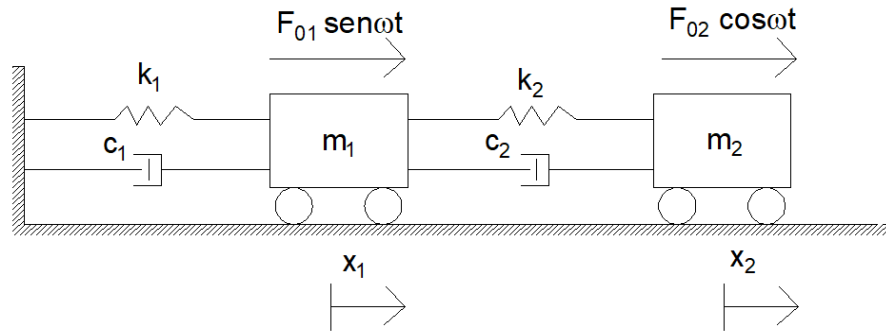 F₀₁ senωt
F₀₂ cosωt
k₁
k₂
c₁
m₁
c₂
m₂
x₁
x₂